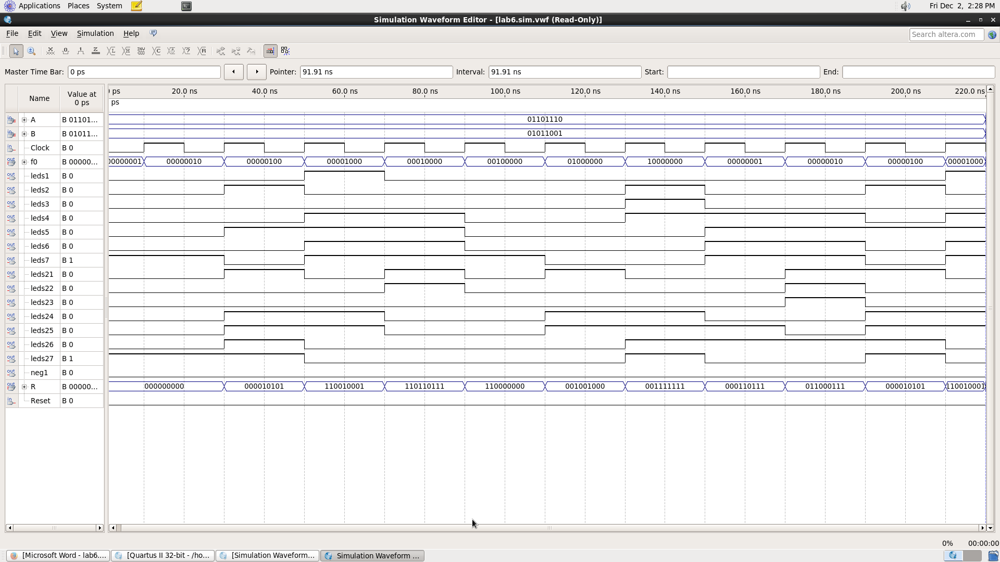 Applications Places System Fri Dec 2, 2:28 PM
Simulation Waveform Editor - [lab6.sim.vwf (Read-Only)]
File Edit View Simulation Help Search altera.com
Master Time Bar: 0 ps Pointer: 91.91 ns Interval: 91.91 ns Start: End:
Name Value at 0 ps
ps 20.0 ns 40.0 ns 60.0 ns 80.0 ns 100.0 ns 120.0 ns 140.0 ns 160.0 ns 180.0 ns 200.0 ns 220.0 ns
ps
A B 01101... 01101110
B B 01011... 01011001
Clock B 0
f0 B 00000... 00000001 00000010 00000100 00001000 00010000 00100000 01000000 10000000 00000001 00000010 00000100 00001000
leds1 B 0
leds2 B 0
leds3 B 0
leds4 B 0
leds5 B 0
leds6 B 0
leds7 B 1
leds21 B 0
leds22 B 0
leds23 B 0
leds24 B 0
leds25 B 0
leds26 B 0
leds27 B 1
neg1 B 0
R B 00000... 000000000 000010101 110010001 110110111 110000000 001001000 001111111 000110111 011000111 000010101 110010001
Reset B 0
0% 00:00:00
[Microsoft Word - lab6.... [Quartus II 32-bit - /ho... [Simulation Waveform... Simulation Waveform ...